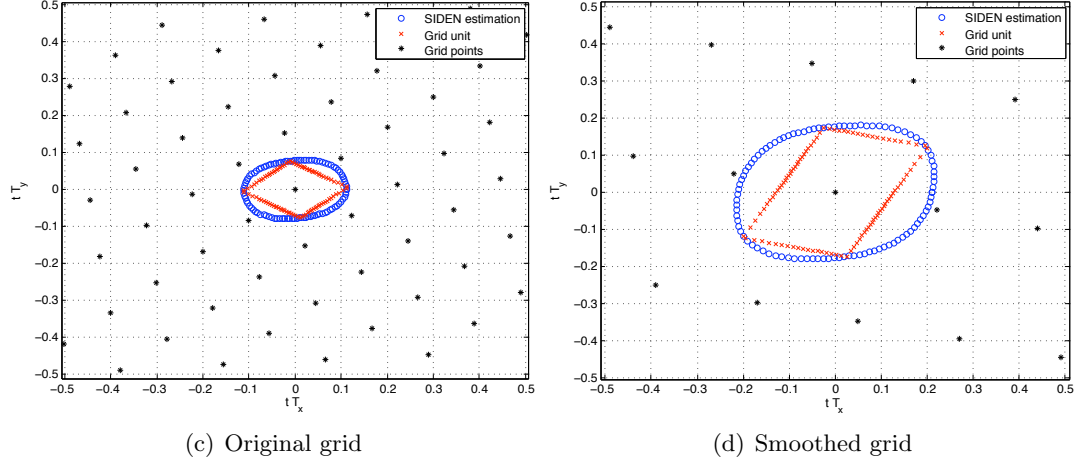 0.5
0.4
0.3
0.2
0.1
0
−0.1
−0.2
−0.3
−0.4
−0.5
t T_y
SIDEN estimation
Grid unit
Grid points
−0.5 −0.4 −0.3 −0.2 −0.1 0 0.1 0.2 0.3 0.4 0.5
t T_x
(c) Original grid
0.5
0.4
0.3
0.2
0.1
0
−0.1
−0.2
−0.3
−0.4
−0.5
t T_y
SIDEN estimation
Grid unit
Grid points
−0.5 −0.4 −0.3 −0.2 −0.1 0 0.1 0.2 0.3 0.4 0.5
t T_x
(d) Smoothed grid